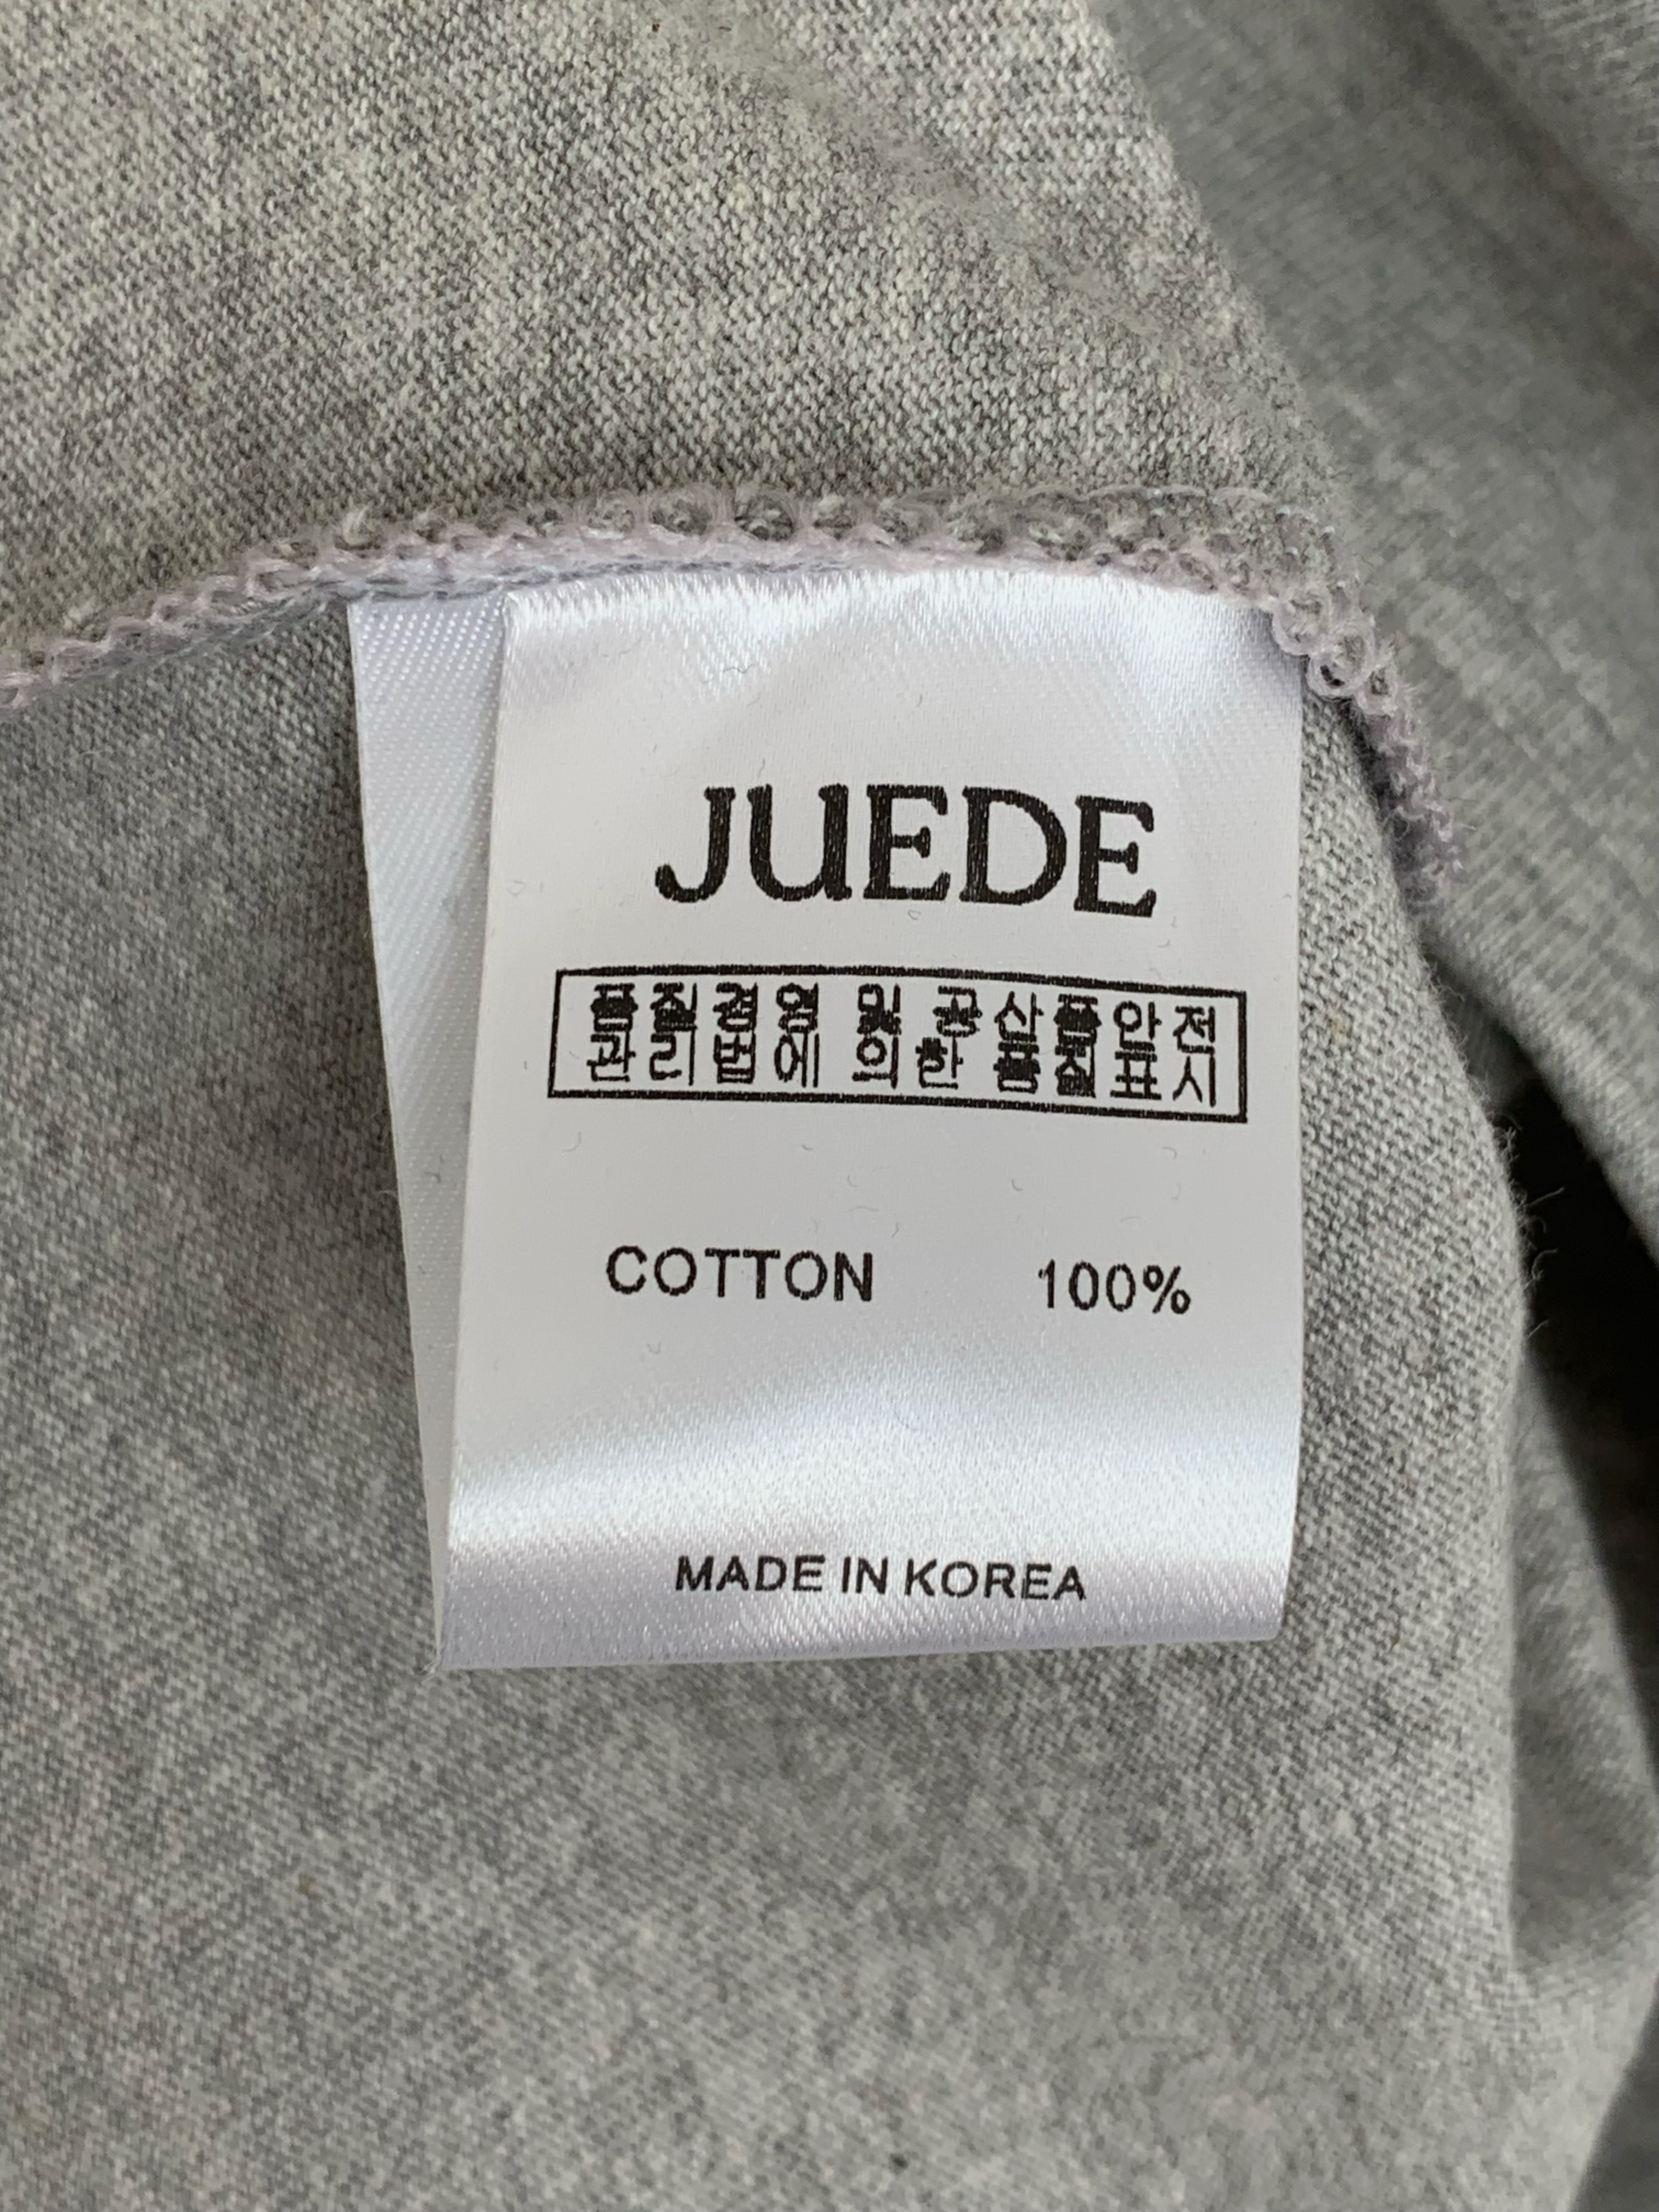 JUEDE
품질경영 및 공산품안전
관리법에 의한 품질표시
COTTON 100%
MADE IN KOREA